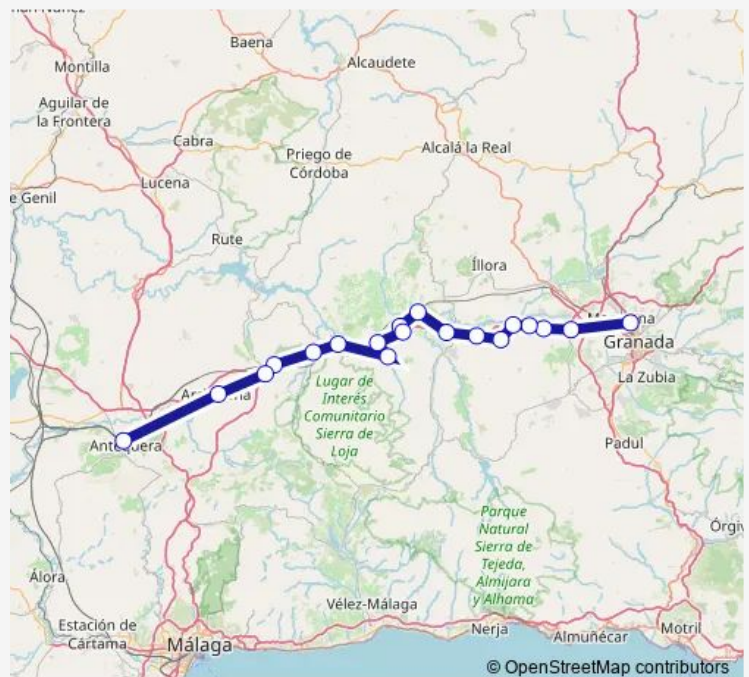 Baena
Alcaudete
Montilla
Aguilar de
la Frontera
Cabra
Priego de
Córdoba
Alcalá la Real
Lucena
e Genil
Rute
Íllora
Granada
La Zubia
Lugar de
Interés
Comunitario
Sierra de
Loja
Antequera
Padul
Parque
Natural
Sierra de
Tejeda,
Almijara
y Alhama
Órgiv
Álora
Vélez-Málaga
Estación de
Cártama
Málaga
Nerja
Almuñécar
Motril
© OpenStreetMap contributors